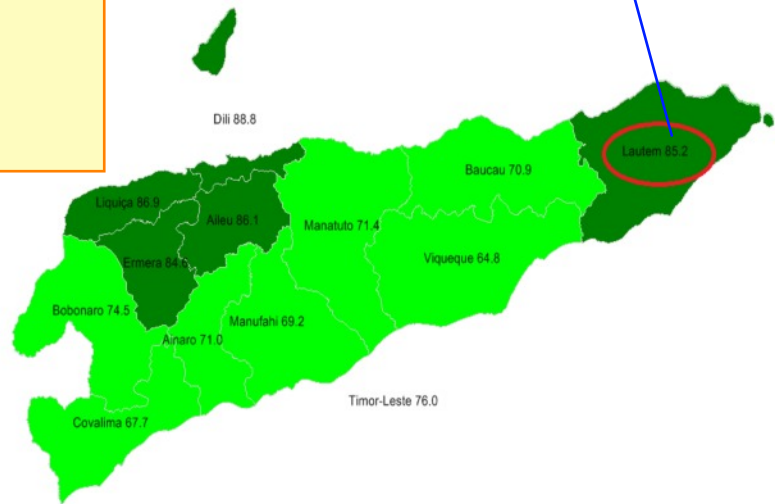 Dili 88.8
Lautem 85.2
Baucau 70.9
Liquiça 86.9
Aileu 86.1
Manatuto 71.4
Viqueque 64.8
Ermera 84.6
Bobonaro 74.5
Manufahi 69.2
Ainaro 71.0
Timor-Leste 76.0
Covalima 67.7